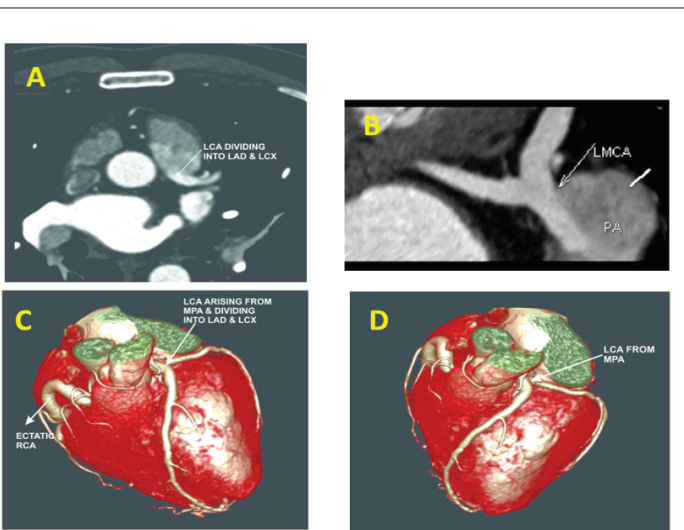 A
LCA DIVIDING
INTO LAD & LCX
B
LMCA
PA
C
LCA ARISING FROM
MPA & DIVIDING
INTO LAD & LCX
ECTATIC
RCA
D
LCA FROM
MPA